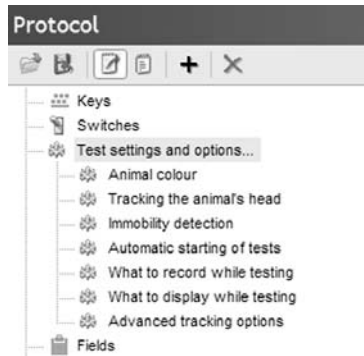 Protocol
Keys
Switches
Test settings and options...
Animal colour
Tracking the animal's head
Immobility detection
Automatic starting of tests
What to record while testing
What to display while testing
Advanced tracking options
Fields